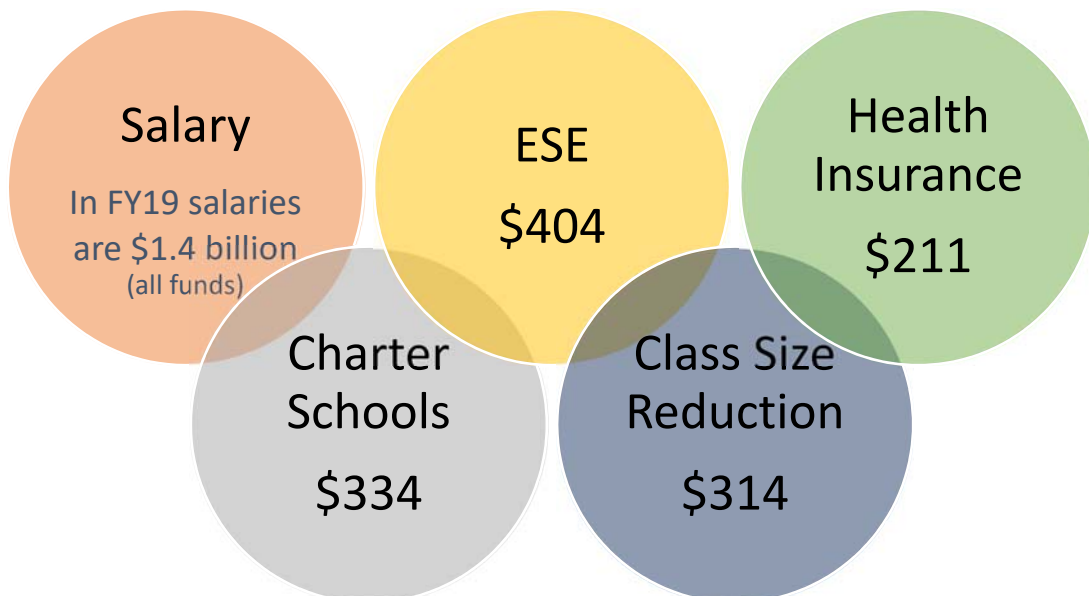 Salary
In FY19 salaries
are $1.4 billion
(all funds)
ESE
$404
Health
Insurance
$211
Charter
Schools
$334
Class Size
Reduction
$314